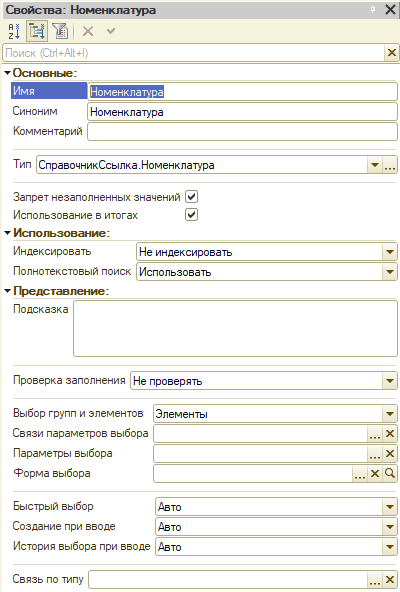 Свойства: Номенклатура
Поиск (Ctrl+Alt+I)
Основные:
Имя Номенклатура
Синоним Номенклатура
Комментарий
Тип СправочникСсылка.Номенклатура
Запрет незаполненных значений
Использование в итогах
Использование:
Индексировать Не индексировать
Полнотекстовый поиск Использовать
Представление:
Подсказка
Проверка заполнения Не проверять
Выбор групп и элементов Элементы
Связи параметров выбора
Параметры выбора
Форма выбора
Быстрый выбор Авто
Создание при вводе Авто
История выбора при вводе Авто
Связь по типу